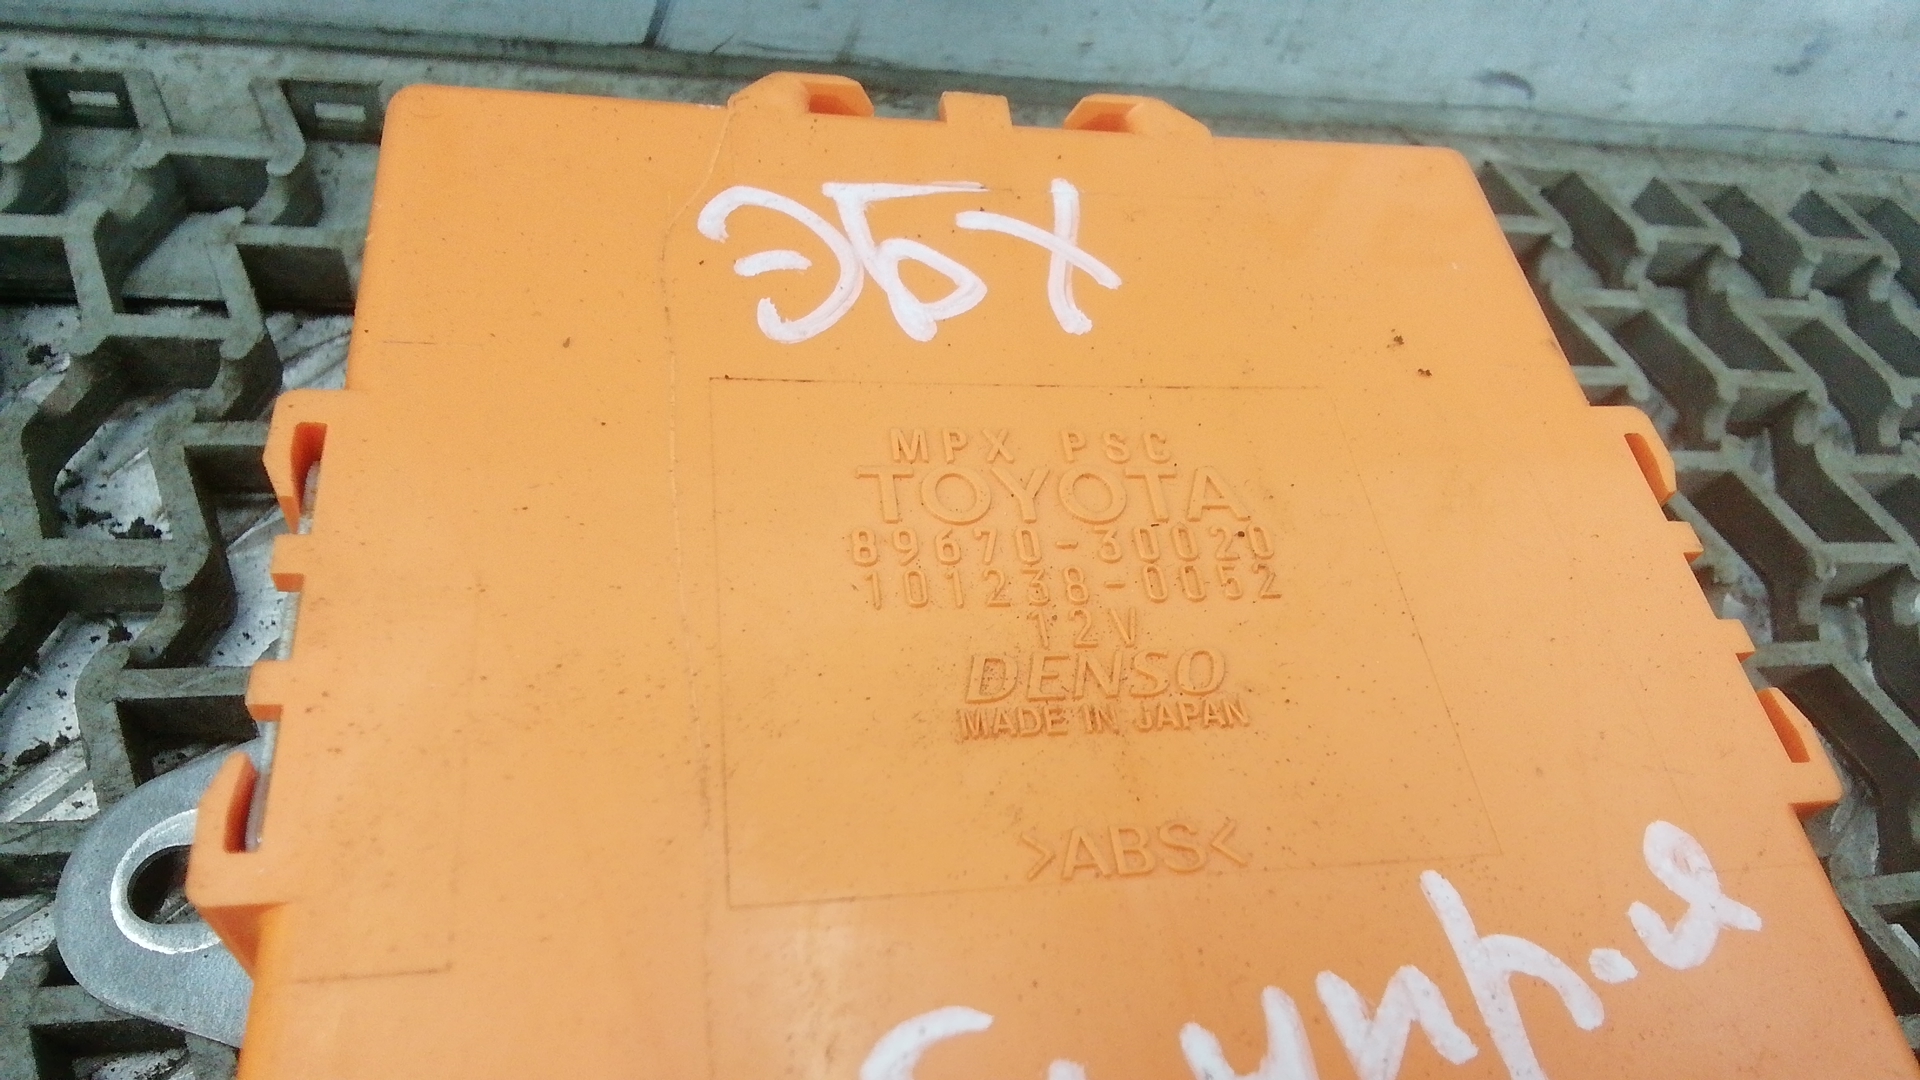 ЭБУ
MPX PSC
TOYOTA
89670-30020
101238-0052
12V
DENSO
MADE IN JAPAN
>ABS<